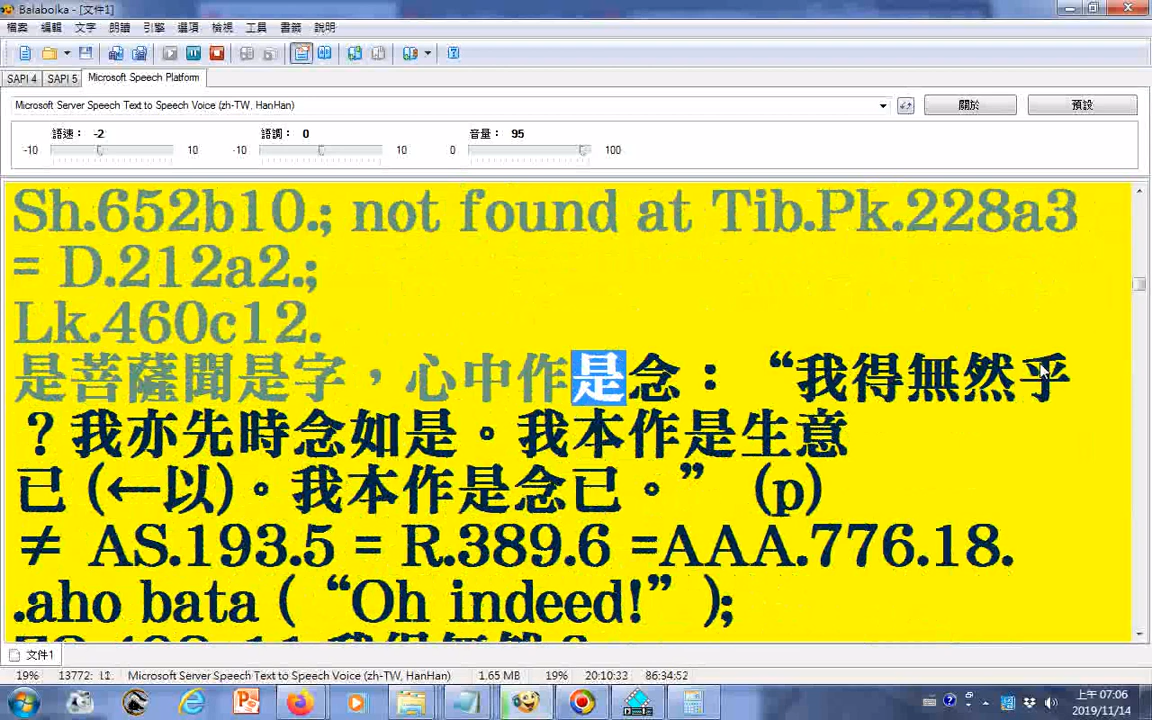 Balabolka - [文件1]
檔案 編輯 文字 朗讀 引擎 選項 檢視 工具 書籤 說明
SAPI 4 SAPI 5 Microsoft Speech Platform
Microsoft Server Speech Text to Speech Voice (zh-TW, HanHan) 關於 預設
語速： -2 語調： 0 音量： 95
-10 10 -10 10 0 100
Sh.652b10.; not found at Tib.Pk.228a3
= D.212a2.;
Lk.460c12.
是菩薩聞是字，心中作是念：“我得無然乎
？我亦先時念如是。我本作是生意
已 (←以)。我本作是念已。” (p)
≠ AS.193.5 = R.389.6 =AAA.776.18.
.aho bata (“Oh indeed!”);
文件1
19% 13772: 11. Microsoft Server Speech Text to Speech Voice (zh-TW, HanHan) 1.65 MB 19% 20:10:33 86:34:52
上午 07:06
2019/11/14